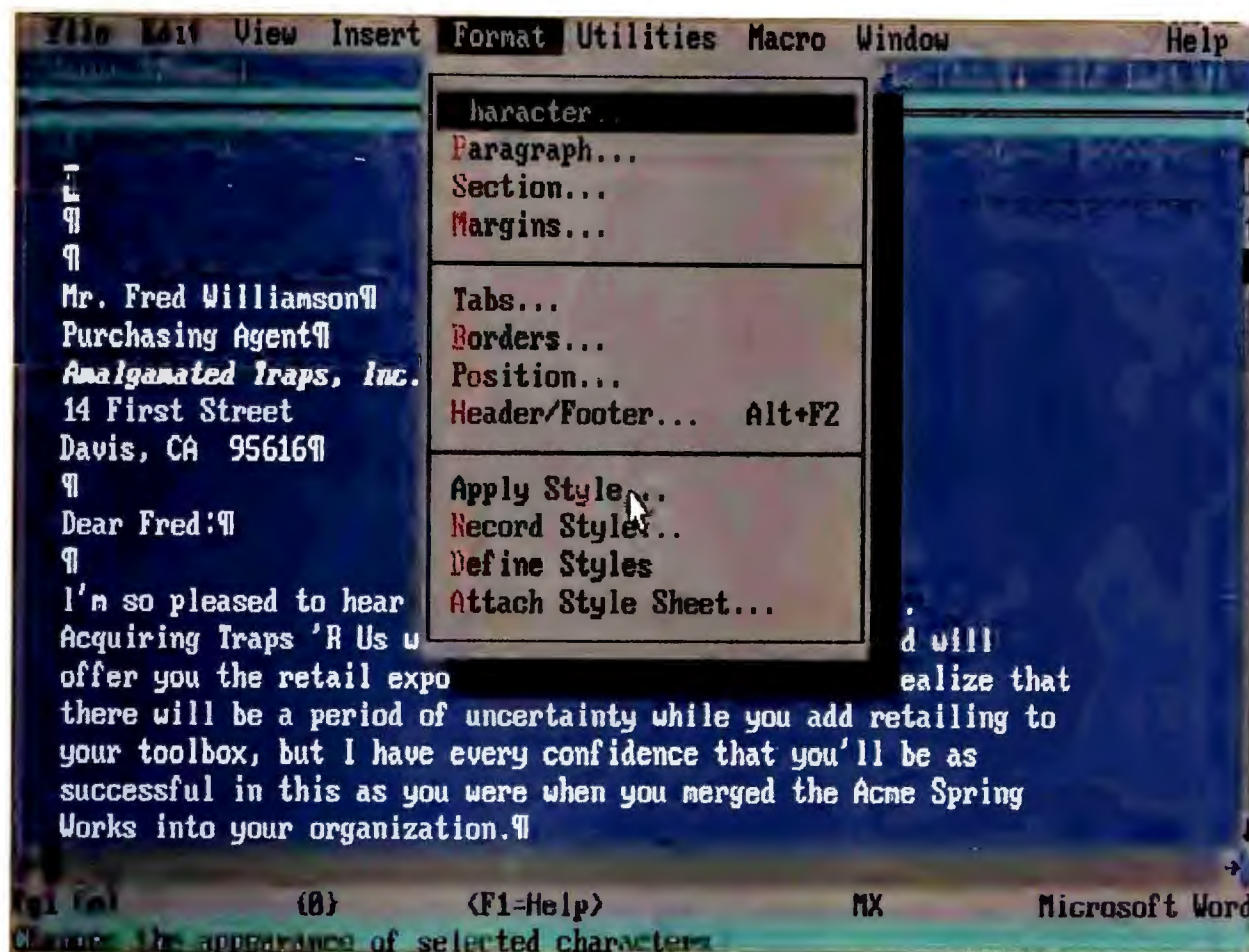 File Edit View Insert Format Utilities Macro Window Help
haracter..
Paragraph...
Section...
Margins...
Tabs...
Borders...
Position...
Header/Footer... Alt+F2
Apply Style...
Record Style...
Define Styles
Attach Style Sheet...
¶
¶
Mr. Fred Williamson¶
Purchasing Agent¶
Amalgamated Traps, Inc.
14 First Street
Davis, CA 95616¶
¶
Dear Fred:¶
¶
I'm so pleased to hear .
Acquiring Traps 'R Us w d will
offer you the retail expo ealize that
there will be a period of uncertainty while you add retailing to
your toolbox, but I have every confidence that you'll be as
successful in this as you were when you merged the Acme Spring
Works into your organization.¶
{0} <F1=Help> MX Microsoft Word
Change the appearance of selected characters